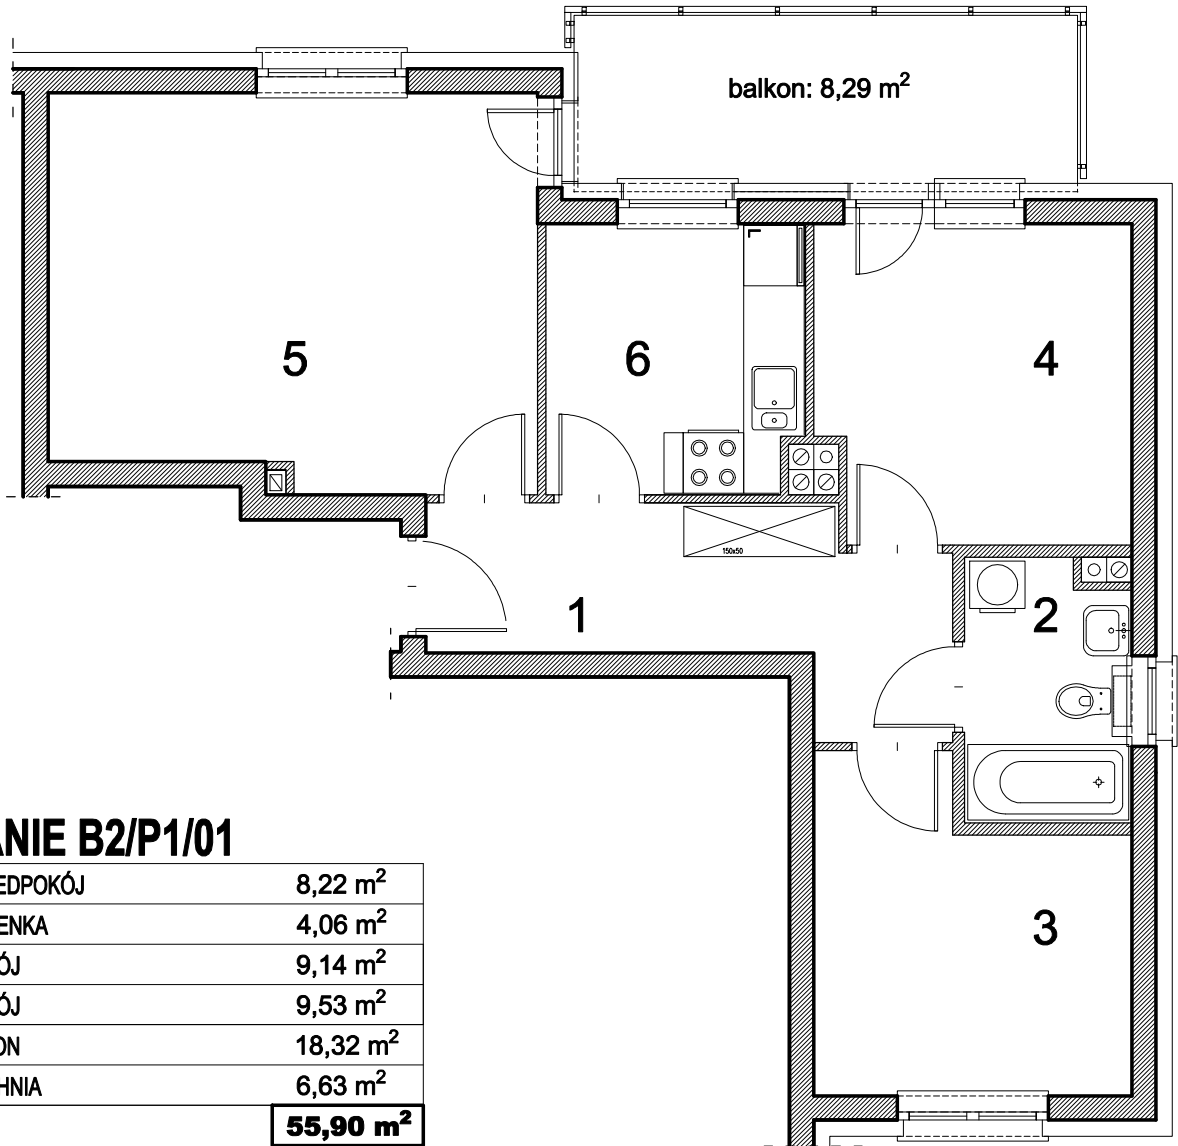 balkon: 8,29 m²
5
6
4
150x50
1
2
3
ANIE B2/P1/01
EDPOKÓJ 8,22 m²
ENKA 4,06 m²
ÓJ 9,14 m²
ÓJ 9,53 m²
ON 18,32 m²
HNIA 6,63 m²
55,90 m²